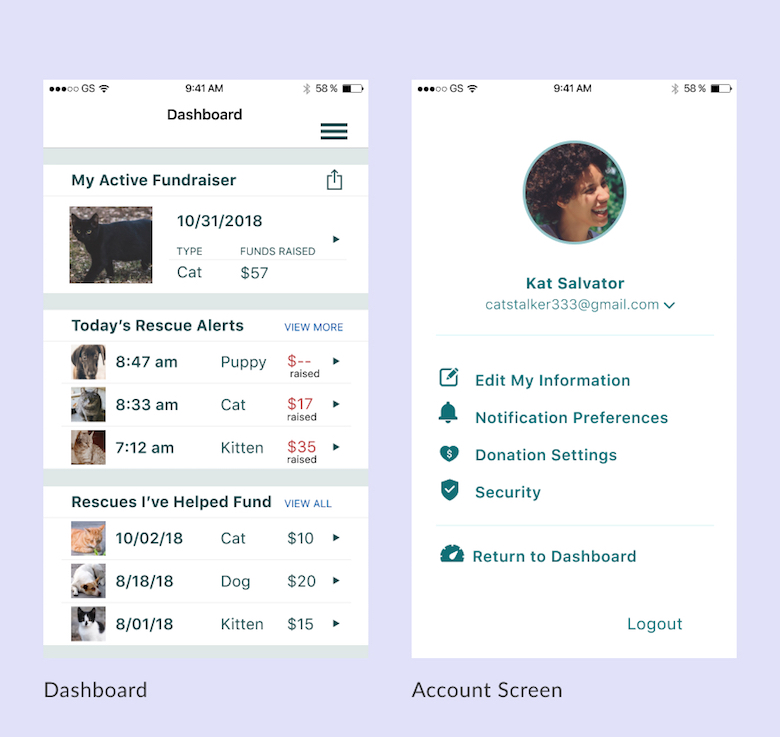 GS 9:41 AM 58 %
Dashboard
My Active Fundraiser
10/31/2018
TYPE FUNDS RAISED
Cat $57
Today's Rescue Alerts VIEW MORE
8:47 am Puppy $-- raised
8:33 am Cat $17 raised
7:12 am Kitten $35 raised
Rescues I've Helped Fund VIEW ALL
10/02/18 Cat $10
8/18/18 Dog $20
8/01/18 Kitten $15
Dashboard
GS 9:41 AM 58 %
Kat Salvator
catstalker333@gmail.com
Edit My Information
Notification Preferences
$ Donation Settings
Security
Return to Dashboard
Logout
Account Screen